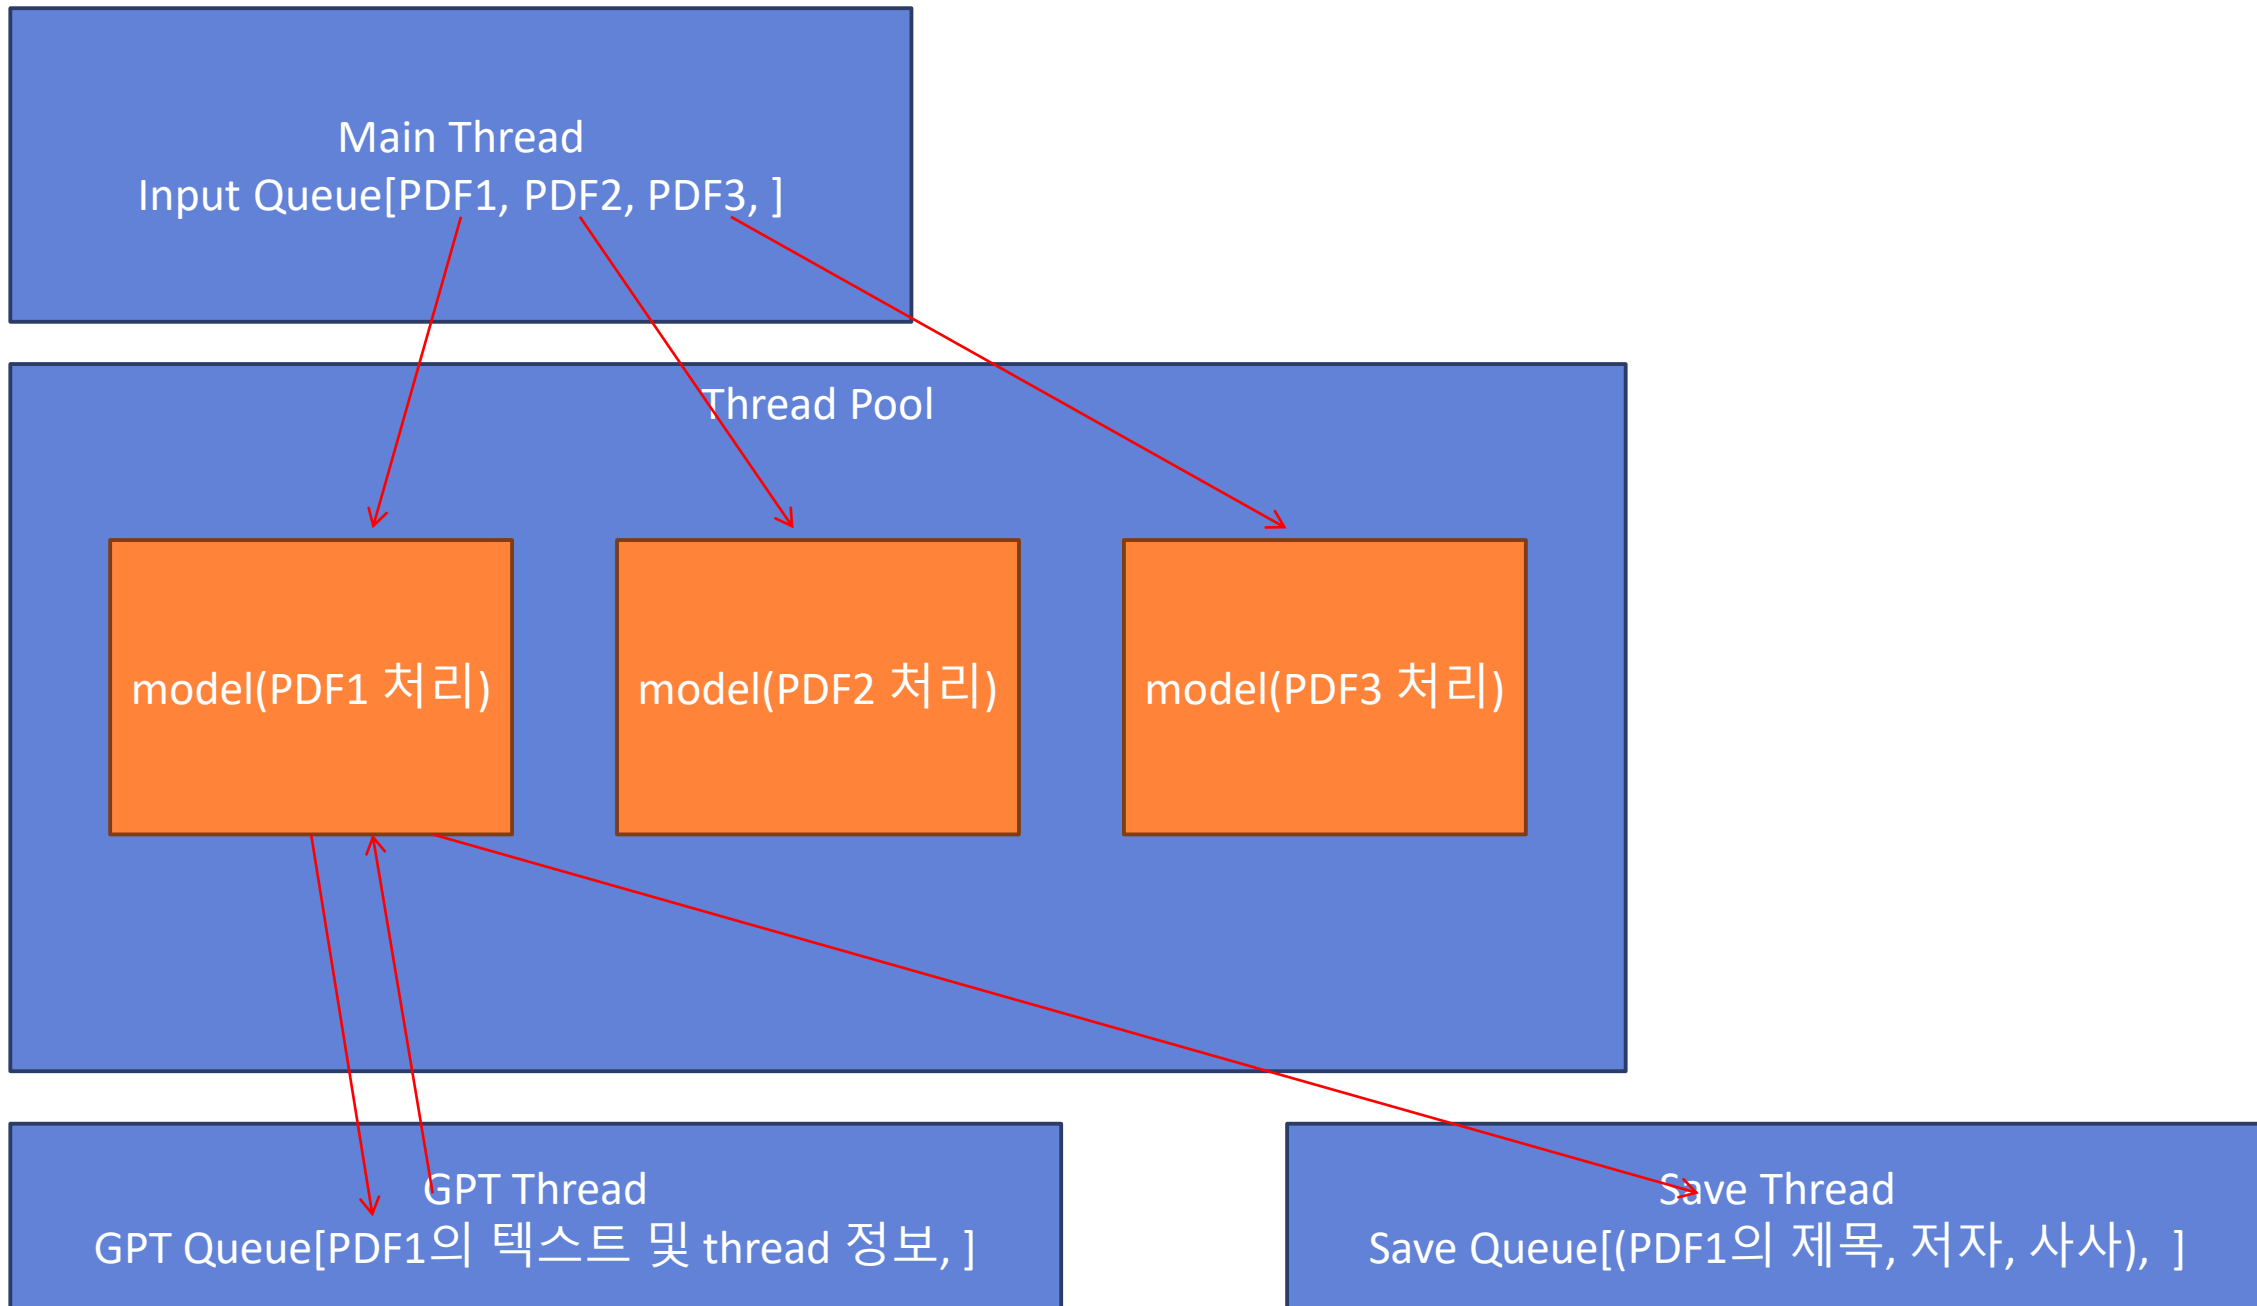 Main Thread
Input Queue[PDF1, PDF2, PDF3, ]
Thread Pool
model(PDF1 처리)
model(PDF2 처리)
model(PDF3 처리)
GPT Thread
GPT Queue[PDF1의 텍스트 및 thread 정보, ]
Save Thread
Save Queue[(PDF1의 제목, 저자, 사사),  ]